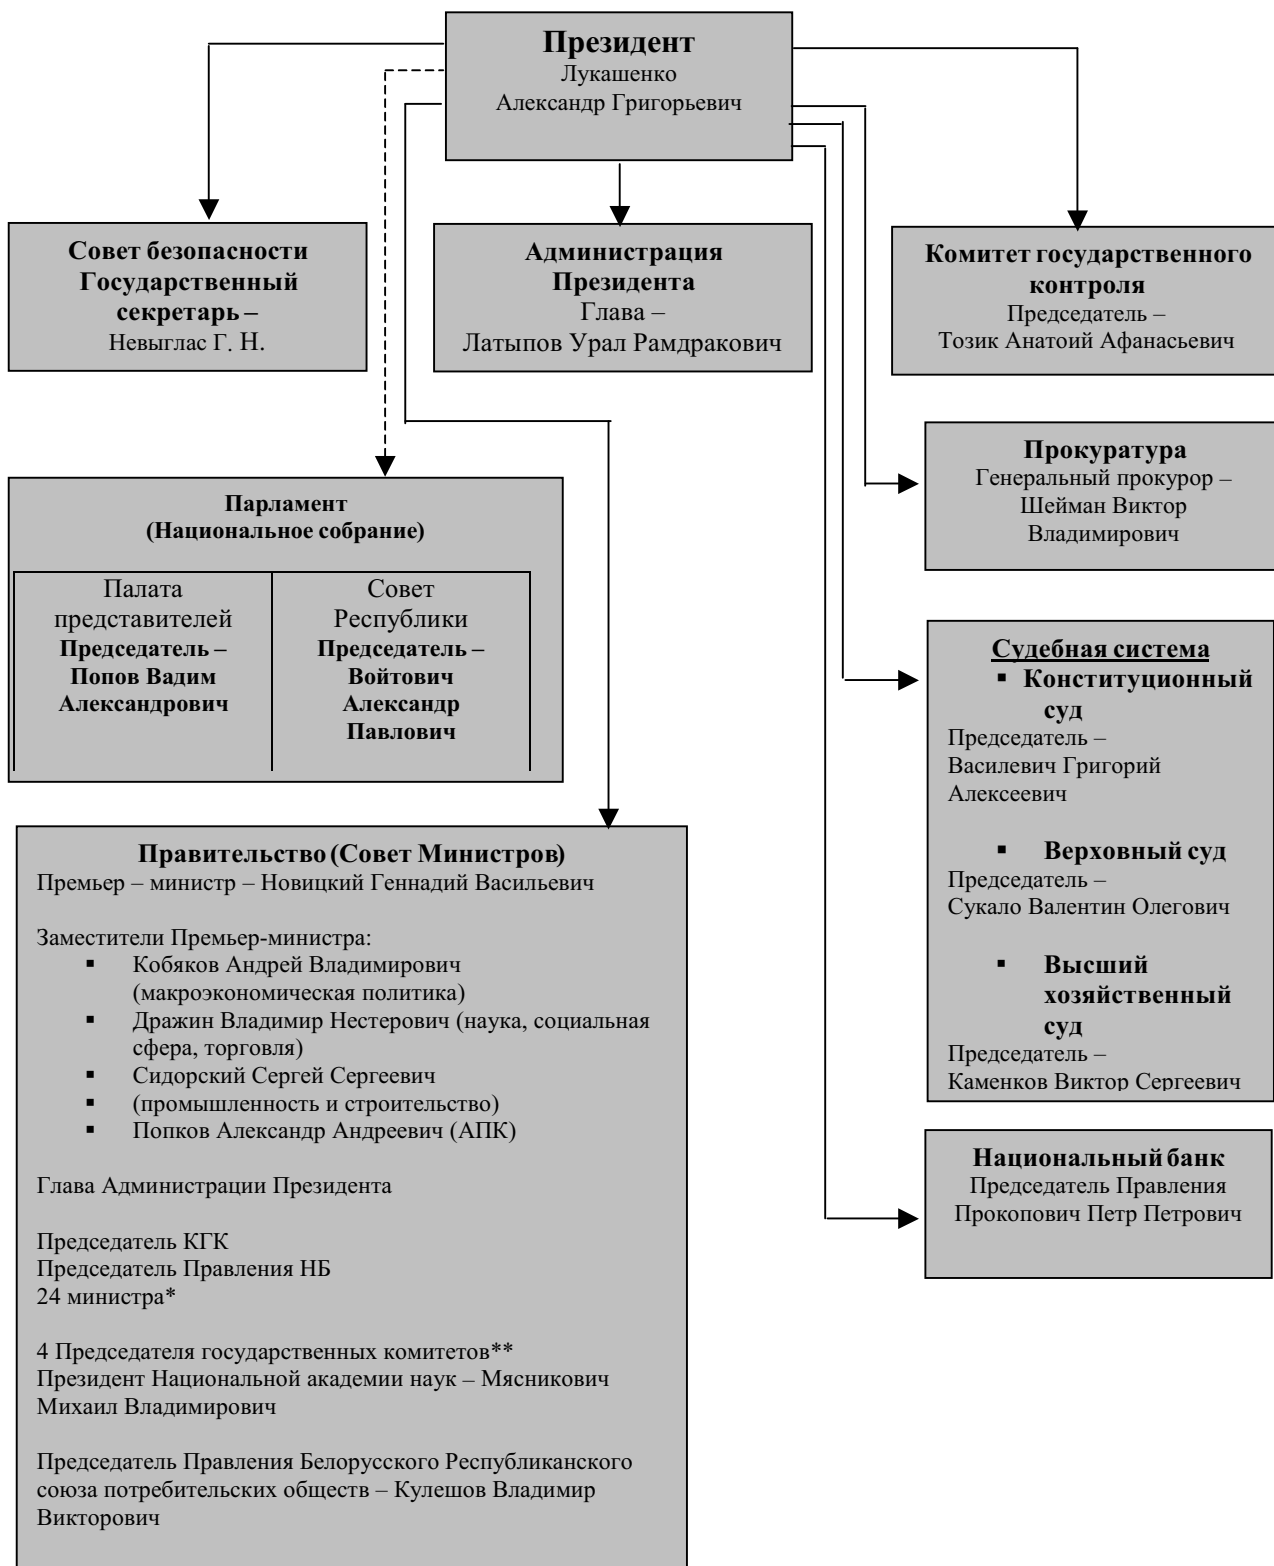 Президент
Лукашенко
Александр Григорьевич
Совет безопасности
Государственный
секретарь –
Невыглас Г. Н.
Администрация
Президента
Глава –
Латыпов Урал Рамдракович
Комитет государственного
контроля
Председатель –
Тозик Анатоий Афанасьевич
Прокуратура
Генеральный прокурор –
Шейман Виктор
Владимирович
Парламент
(Национальное собрание)
Палата
представителей
Председатель –
Попов Вадим
Александрович
Совет
Республики
Председатель –
Войтович
Александр
Павлович
Судебная система
▪ Конституционный
суд
Председатель –
Василевич Григорий
Алексеевич
▪ Верховный суд
Председатель –
Сукало Валентин Олегович
▪ Высший
хозяйственный
суд
Председатель –
Каменков Виктор Сергеевич
Правительство (Совет Министров)
Премьер – министр – Новицкий Геннадий Васильевич
Заместители Премьер-министра:
▪ Кобяков Андрей Владимирович
(макроэкономическая политика)
▪ Дражин Владимир Нестерович (наука, социальная
сфера, торговля)
▪ Сидорский Сергей Сергеевич
▪ (промышленность и строительство)
▪ Попков Александр Андреевич (АПК)
Глава Администрации Президента
Председатель КГК
Председатель Правления НБ
24 министра*
4 Председателя государственных комитетов**
Президент Национальной академии наук – Мясникович
Михаил Владимирович
Председатель Правления Белорусского Республиканского
союза потребительских обществ – Кулешов Владимир
Викторович
Национальный банк
Председатель Правления
Прокопович Петр Петрович